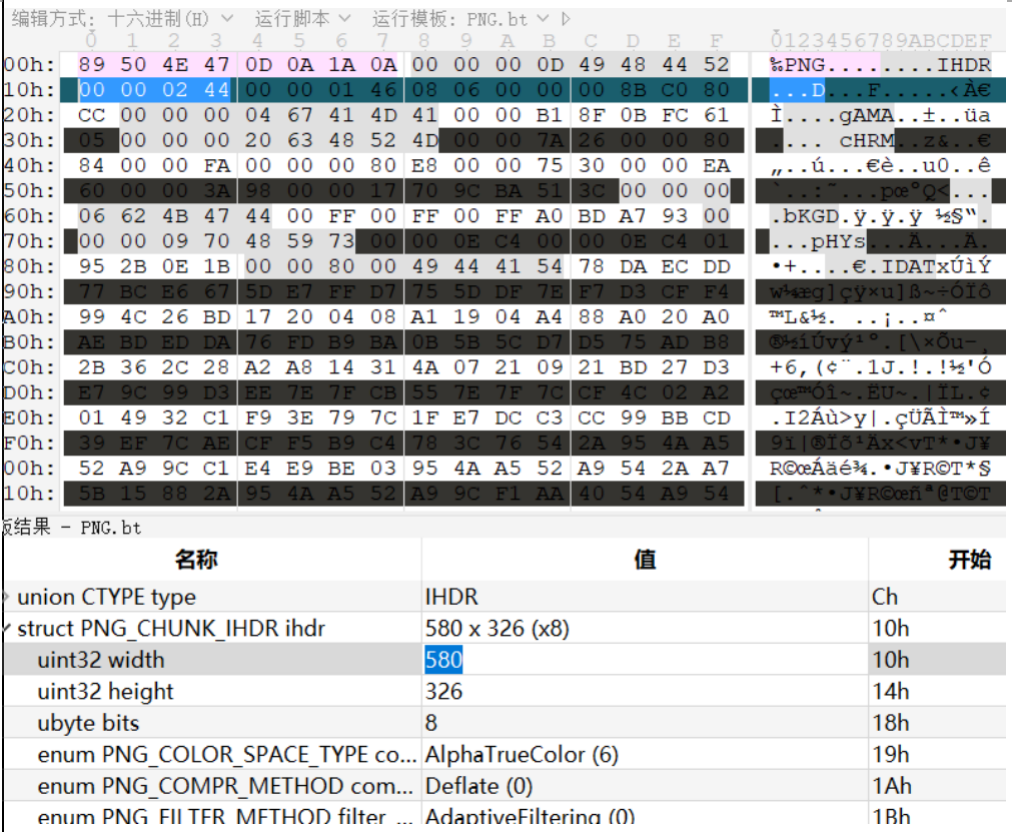 编辑方式: 十六进制(H) 运行脚本 运行模板: PNG.bt
0 1 2 3 4 5 6 7 8 9 A B C D E F 0123456789ABCDEF
00h: 89 50 4E 47 0D 0A 1A 0A 00 00 00 0D 49 48 44 52 ‰PNG........IHDR
10h: 00 00 02 44 00 00 01 46 08 06 00 00 00 8B C0 80 ...D...F.....‹À€
20h: CC 00 00 00 04 67 41 4D 41 00 00 B1 8F 0B FC 61 Ì....gAMA..±..üa
30h: 05 00 00 00 20 63 48 52 4D 00 00 7A 26 00 00 80 .... cHRM..z&..€
40h: 84 00 00 FA 00 00 00 80 E8 00 00 75 30 00 00 EA „..ú...€è..u0..ê
50h: 60 00 00 3A 98 00 00 17 70 9C BA 51 3C 00 00 00 `..:˜...pœºQ<...
60h: 06 62 4B 47 44 00 FF 00 FF 00 FF A0 BD A7 93 00 .bKGD.ÿ.ÿ.ÿ ½§“.
70h: 00 00 09 70 48 59 73 00 00 0E C4 00 00 0E C4 01 ...pHYs...Ä...Ä.
80h: 95 2B 0E 1B 00 00 80 00 49 44 41 54 78 DA EC DD •+....€.IDATxÚìÝ
90h: 77 BC E6 67 5D E7 FF D7 75 5D DF 7E F7 D3 CF F4 w¼æg]çÿ×u]ß~÷ÓÏô
A0h: 99 4C 26 BD 17 20 04 08 A1 19 04 A4 88 A0 20 A0 ™L&½. ..¡..¤ˆ
B0h: AE BD ED DA 76 FD B9 BA 0B 5B 5C D7 D5 75 AD B8 ®½íÚvý¹º.[\×Õu-¸
C0h: 2B 36 2C 28 A2 A8 14 31 4A 07 21 09 21 BD 27 D3 +6,(¢¨.1J.!.!½'Ó
D0h: E7 9C 99 D3 EE 7E 7F CB 55 7E 7F 7C CF 4C 02 A2 çœ™Óî~.ËU~.|ÏL.¢
E0h: 01 49 32 C1 F9 3E 79 7C 1F E7 DC C3 CC 99 BB CD .I2Áù>y|.çÜÃÌ™»Í
F0h: 39 EF 7C AE CF F5 B9 C4 78 3C 76 54 2A 95 4A A5 9ï|®Ïõ¹Äx<vT*•J¥
00h: 52 A9 9C C1 E4 E9 BE 03 95 4A A5 52 A9 54 2A A7 R©œÁäé¾.•J¥R©T*§
10h: 5B 15 88 2A 95 4A A5 52 A9 9C F1 AA 40 54 A9 54 [.ˆ*•J¥R©œñª@T©T
结果 - PNG.bt
名称 值 开始
union CTYPE type IHDR Ch
struct PNG_CHUNK_IHDR ihdr 580 x 326 (x8) 10h
uint32 width 580 10h
uint32 height 326 14h
ubyte bits 8 18h
enum PNG_COLOR_SPACE_TYPE co... AlphaTrueColor (6) 19h
enum PNG_COMPR_METHOD com... Deflate (0) 1Ah
enum PNG_FILTER_METHOD filter ... AdaptiveFiltering (0) 1Bh